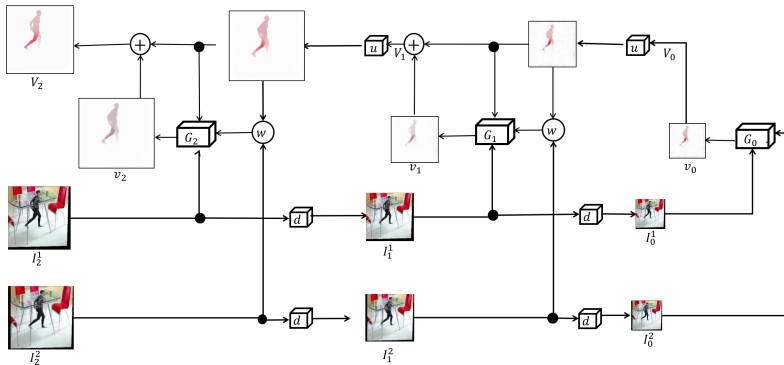 +
u
V₁
+
u
V₀
V₂
G₂
w
G₁
w
G₀
v₂
v₁
v₀
d
d
I₂¹
I₁¹
I₀¹
d
d
I₂²
I₁²
I₀²